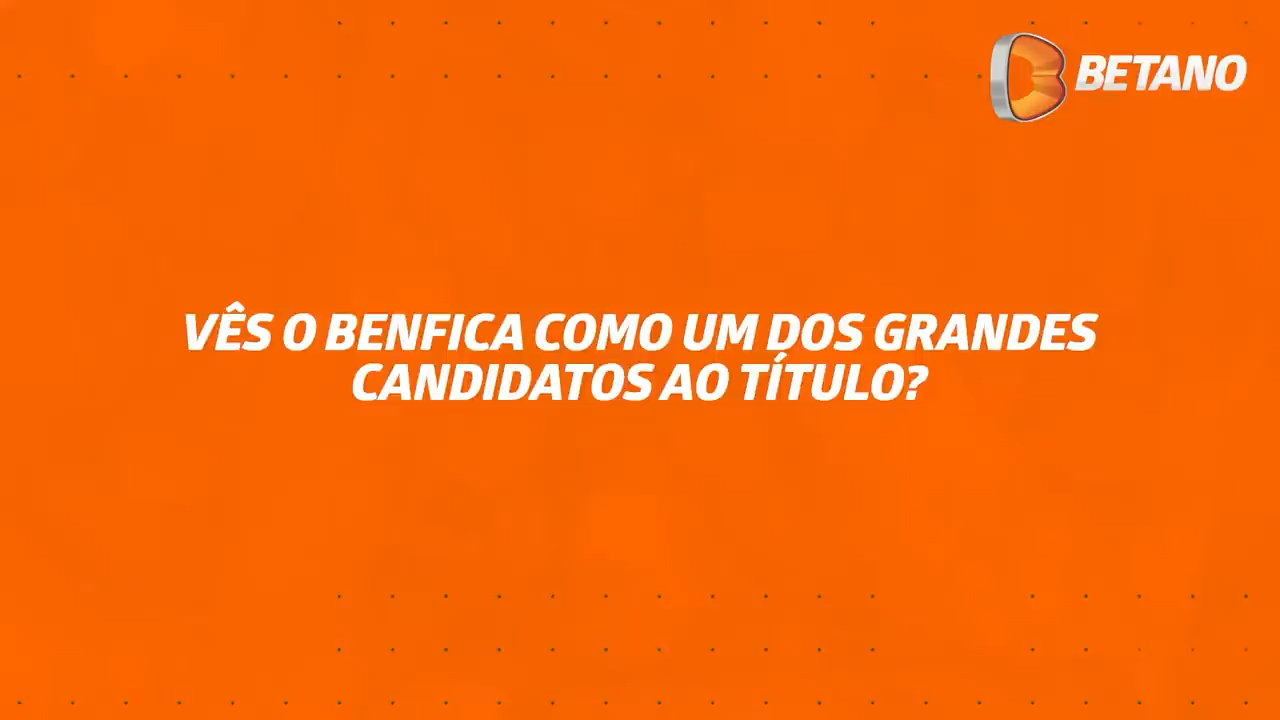 BETANO
VÊS O BENFICA COMO UM DOS GRANDES
CANDIDATOS AO TÍTULO?